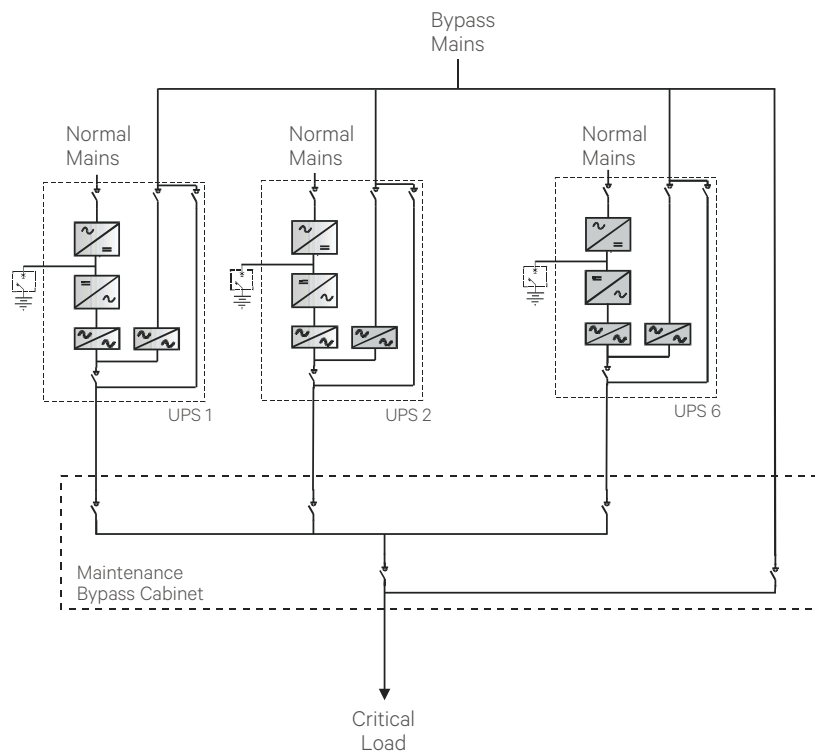 Bypass
Mains
Normal
Mains
Normal
Mains
Normal
Mains
UPS 1
UPS 2
UPS 6
Maintenance
Bypass Cabinet
Critical
Load